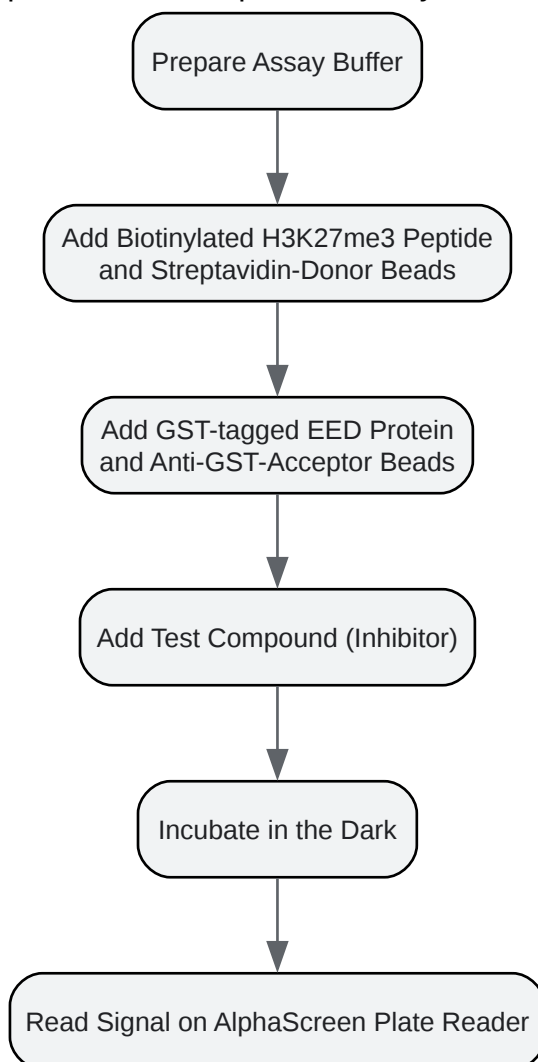 Prepare Assay Buffer
Add Biotinylated H3K27me3 Peptide
and Streptavidin-Donor Beads
Add GST-tagged EED Protein
and Anti-GST-Acceptor Beads
Add Test Compound (Inhibitor)
Incubate in the Dark
Read Signal on AlphaScreen Plate Reader